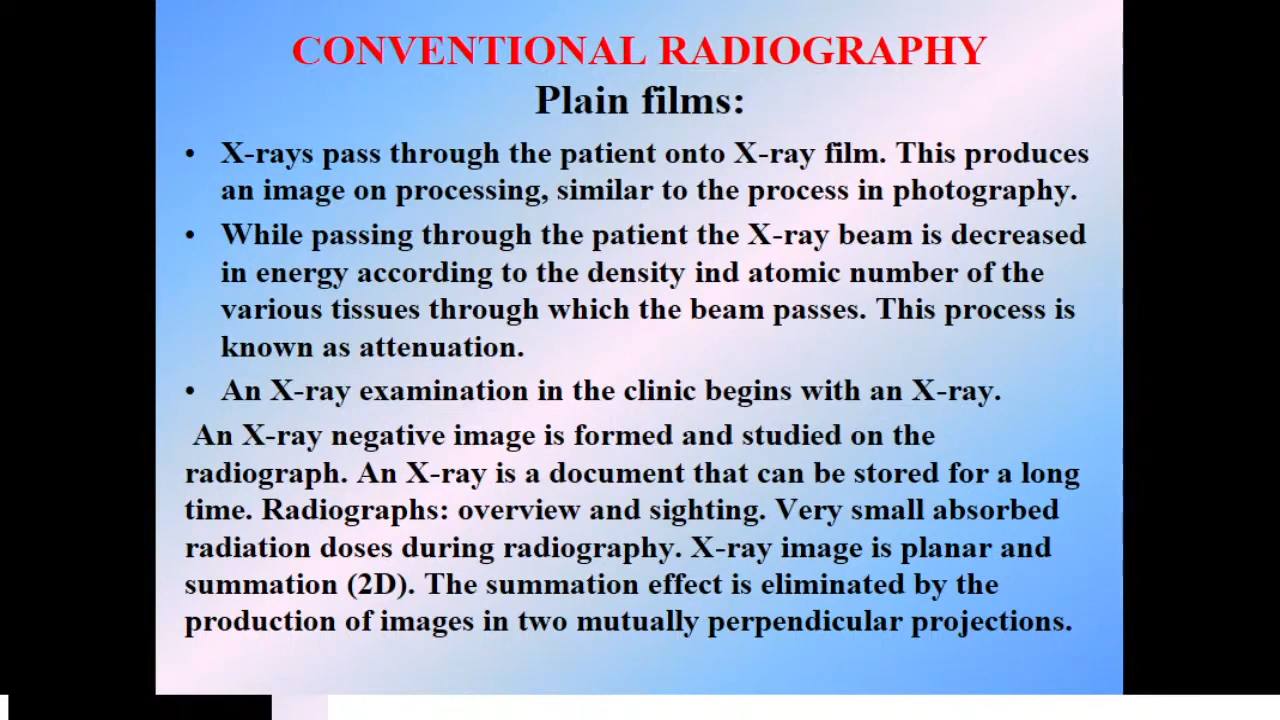 CONVENTIONAL RADIOGRAPHY
Plain films:
• X-rays pass through the patient onto X-ray film. This produces
an image on processing, similar to the process in photography.
• While passing through the patient the X-ray beam is decreased
in energy according to the density ind atomic number of the
various tissues through which the beam passes. This process is
known as attenuation.
• An X-ray examination in the clinic begins with an X-ray.
An X-ray negative image is formed and studied on the
radiograph. An X-ray is a document that can be stored for a long
time. Radiographs: overview and sighting. Very small absorbed
radiation doses during radiography. X-ray image is planar and
summation (2D). The summation effect is eliminated by the
production of images in two mutually perpendicular projections.